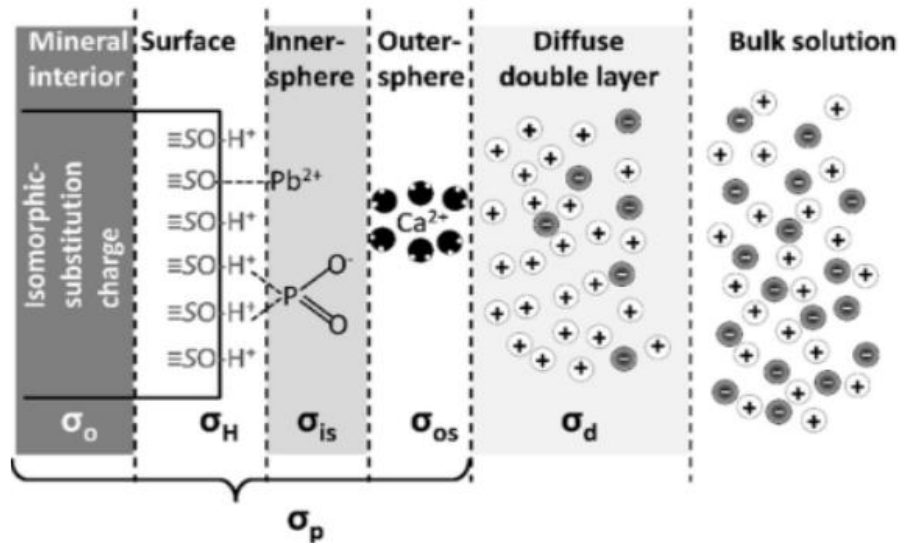 Mineral interior
Surface
Inner-sphere
Outer-sphere
Diffuse double layer
Bulk solution
Isomorphic-substitution charge
≡SO-H⁺
≡SO-----Pb²⁺
≡SO-H⁺
≡SO-H⁺
≡SO-H⁺
≡SO-H⁺
P
O⁻
O
Ca²⁺
σo
σH
σis
σos
σd
σp